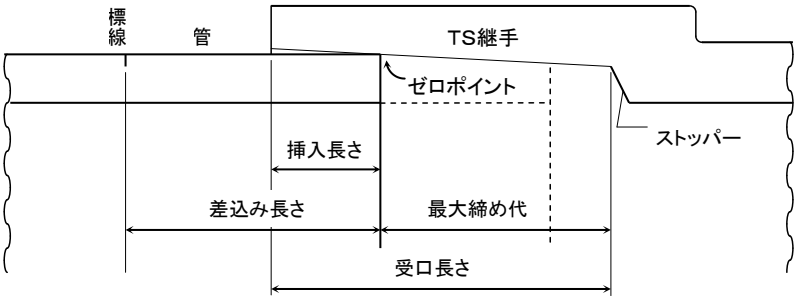 標線
管
TS継手
ゼロポイント
ストッパー
挿入長さ
差込み長さ
最大締め代
受口長さ